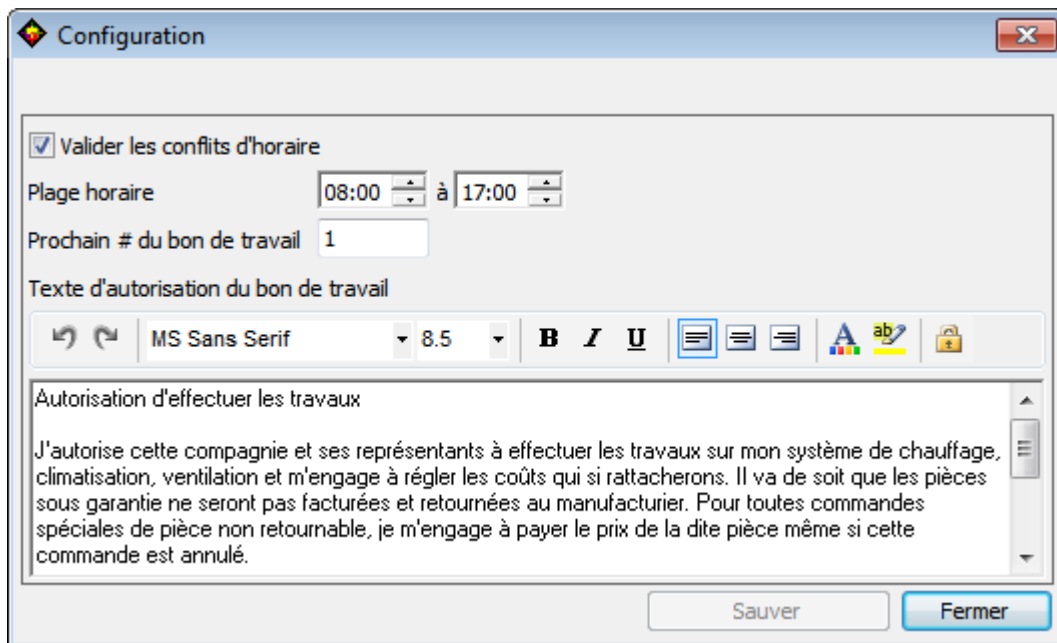 Configuration
Valider les conflits d'horaire
Plage horaire 08:00 à 17:00
Prochain # du bon de travail 1
Texte d'autorisation du bon de travail
MS Sans Serif 8.5 B I U A ab
Autorisation d'effectuer les travaux
J'autorise cette compagnie et ses représentants à effectuer les travaux sur mon système de chauffage,
climatisation, ventilation et m'engage à régler les coûts qui si rattacherons. Il va de soit que les pièces
sous garantie ne seront pas facturées et retournées au manufacturier. Pour toutes commandes
spéciales de pièce non retournable, je m'engage à payer le prix de la dite pièce même si cette
commande est annulé.
Sauver Fermer